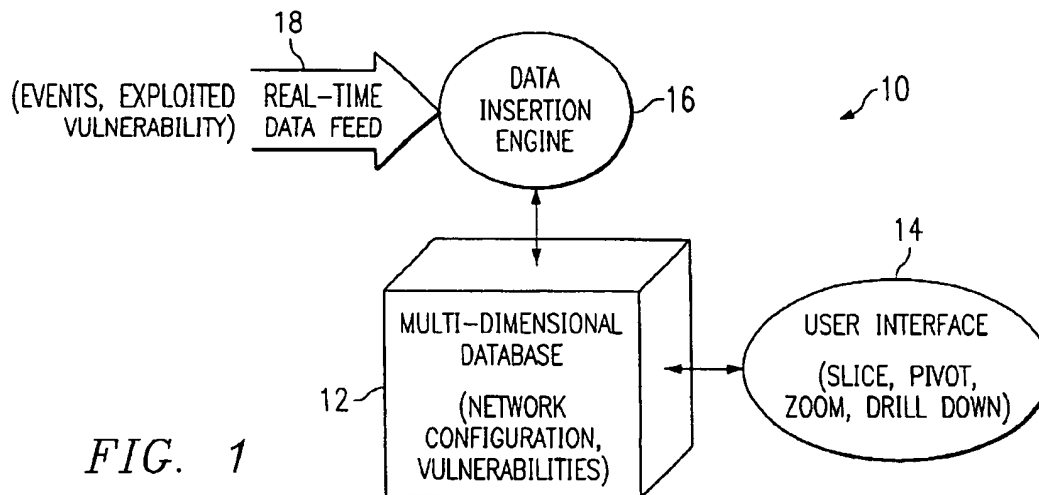 18
(EVENTS, EXPLOITED
VULNERABILITY)
REAL-TIME
DATA FEED
DATA
INSERTION
ENGINE
16
10
14
MULTI-DIMENSIONAL
DATABASE
(NETWORK
CONFIGURATION,
VULNERABILITIES)
12
USER INTERFACE
(SLICE, PIVOT,
ZOOM, DRILL DOWN)
FIG. 1